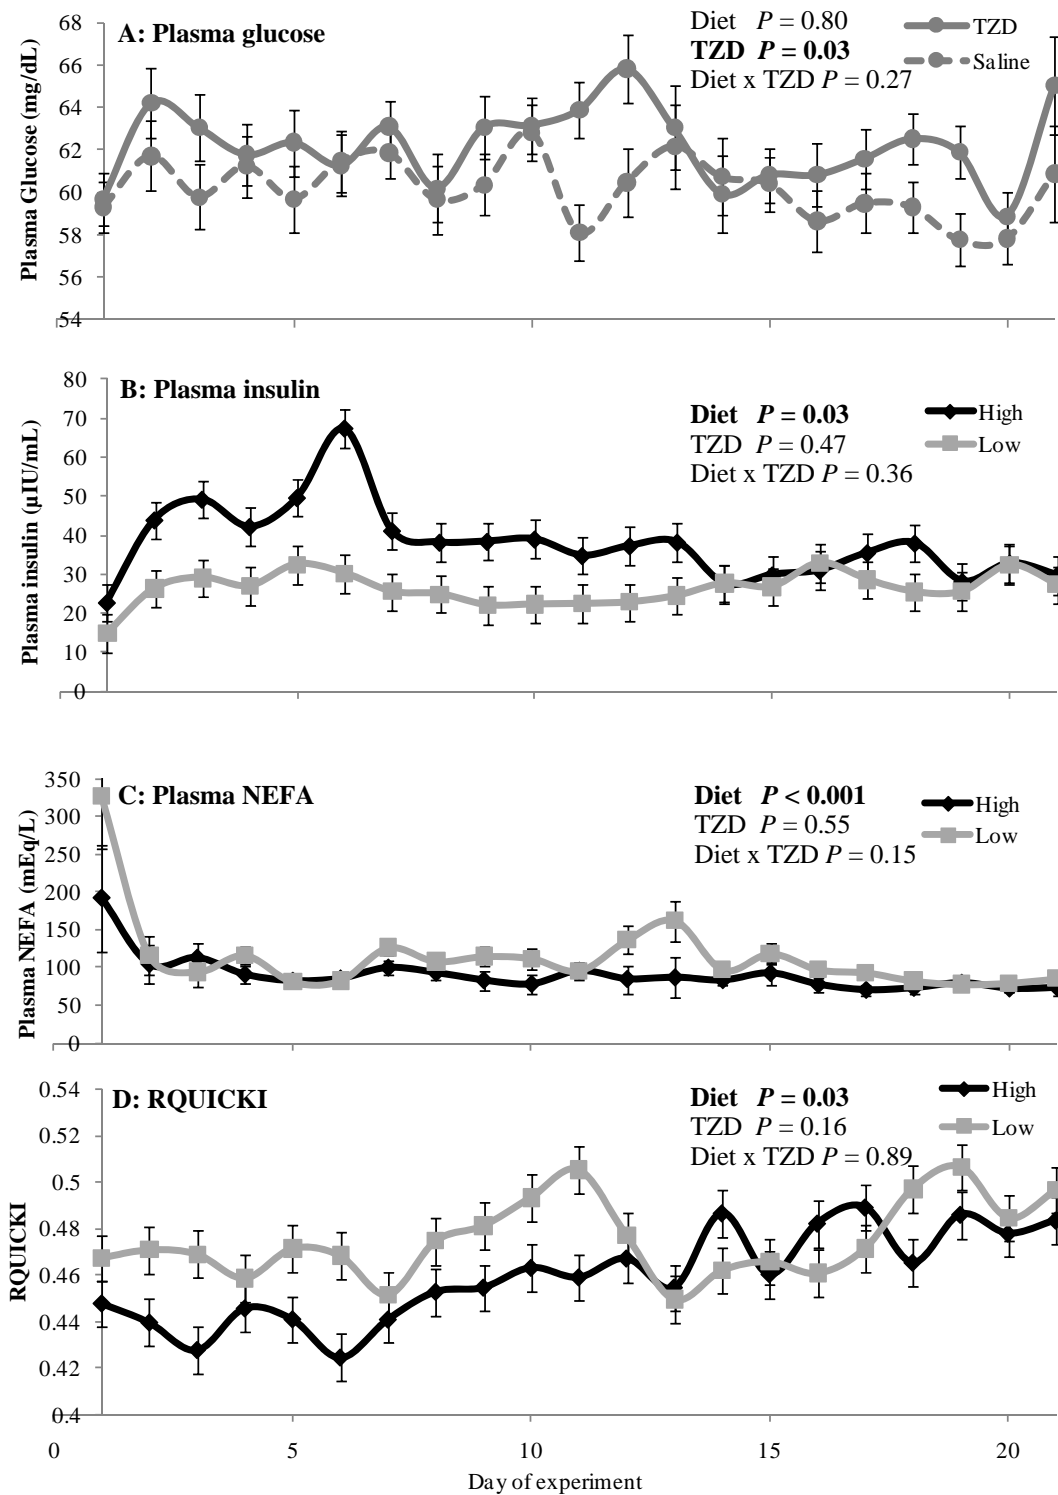 A: Plasma glucose
Diet P = 0.80
TZD P = 0.03
Diet x TZD P = 0.27
TZD
Saline
Plasma Glucose (mg/dL)
68
66
64
62
60
58
56
54
B: Plasma insulin
Diet P = 0.03
TZD P = 0.47
Diet x TZD P = 0.36
High
Low
Plasma insulin (µIU/mL)
80
70
60
50
40
30
20
10
0
C: Plasma NEFA
Diet P < 0.001
TZD P = 0.55
Diet x TZD P = 0.15
High
Low
Plasma NEFA (mEq/L)
350
300
250
200
150
100
50
0
D: RQUICKI
Diet P = 0.03
TZD P = 0.16
Diet x TZD P = 0.89
High
Low
RQUICKI
0.54
0.52
0.5
0.48
0.46
0.44
0.42
0.4
0 5 10 15 20
Day of experiment